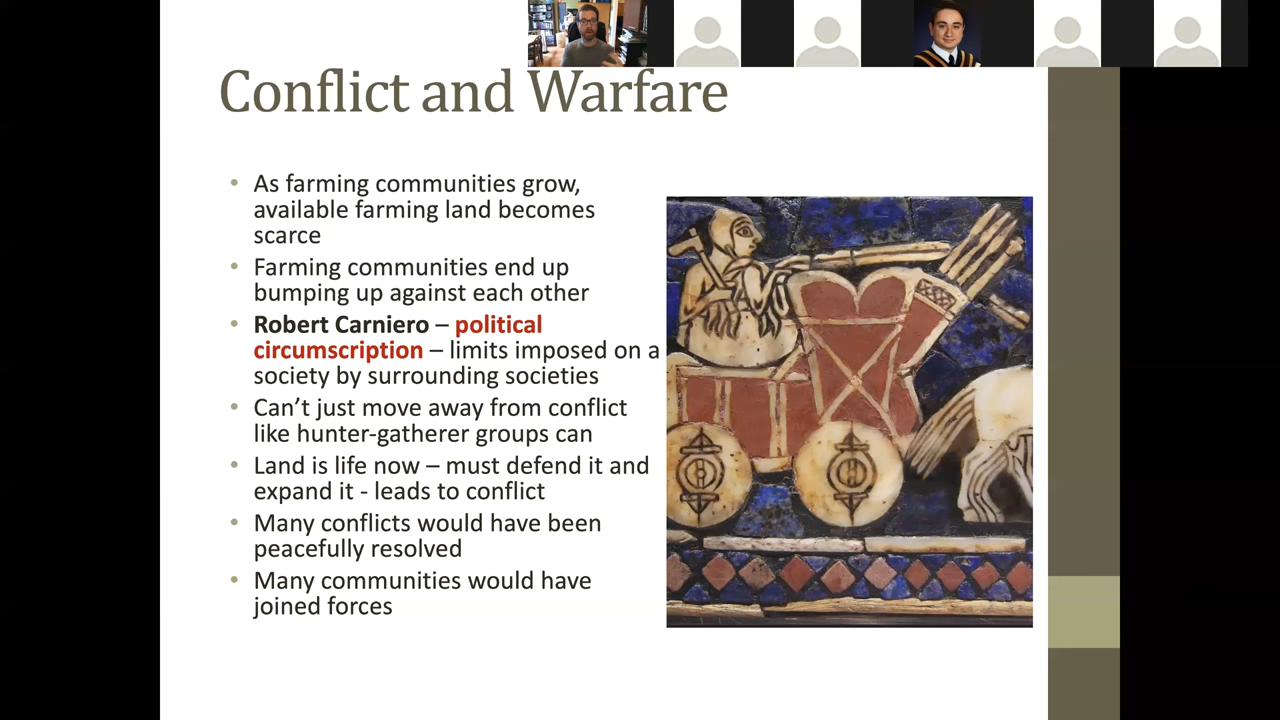 Conflict and Warfare
• As farming communities grow,
available farming land becomes
scarce
• Farming communities end up
bumping up against each other
• Robert Carniero – political
circumscription – limits imposed on a
society by surrounding societies
• Can’t just move away from conflict
like hunter-gatherer groups can
• Land is life now – must defend it and
expand it - leads to conflict
• Many conflicts would have been
peacefully resolved
• Many communities would have
joined forces